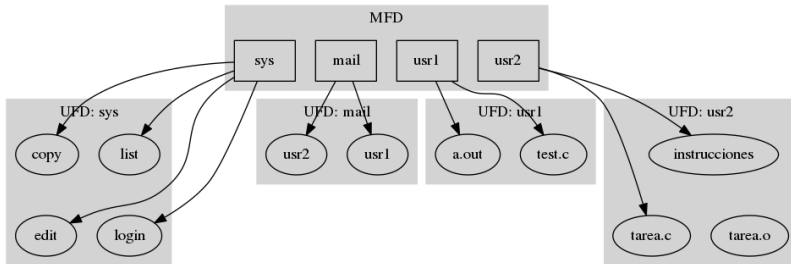 MFD
sys mail usr1 usr2
UFD: sys UFD: mail UFD: usr1 UFD: usr2
copy list usr2 usr1 a.out test.c instrucciones
edit login tarea.c tarea.o